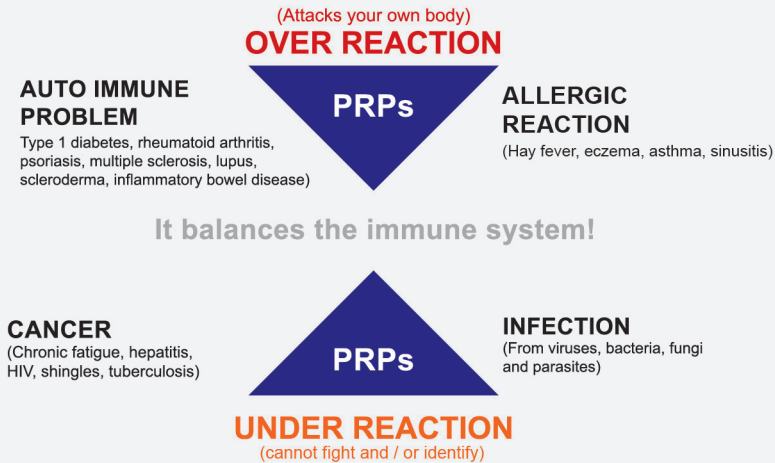 (Attacks your own body)
OVER REACTION
AUTO IMMUNE
PROBLEM
Type 1 diabetes, rheumatoid arthritis,
psoriasis, multiple sclerosis, lupus,
scleroderma, inflammatory bowel disease)
PRPs
ALLERGIC
REACTION
(Hay fever, eczema, asthma, sinusitis)
It balances the immune system!
CANCER
(Chronic fatigue, hepatitis,
HIV, shingles, tuberculosis)
PRPs
INFECTION
(From viruses, bacteria, fungi
and parasites)
UNDER REACTION
(cannot fight and / or identify)